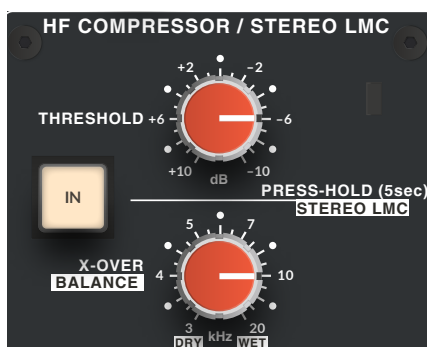 HF COMPRESSOR / STEREO LMC
+2 -2
THRESHOLD +6 -6
+10 -10
dB
IN
PRESS-HOLD (5sec)
STEREO LMC
5 7
X-OVER 4 10
BALANCE
3 kHz 20
DRY WET